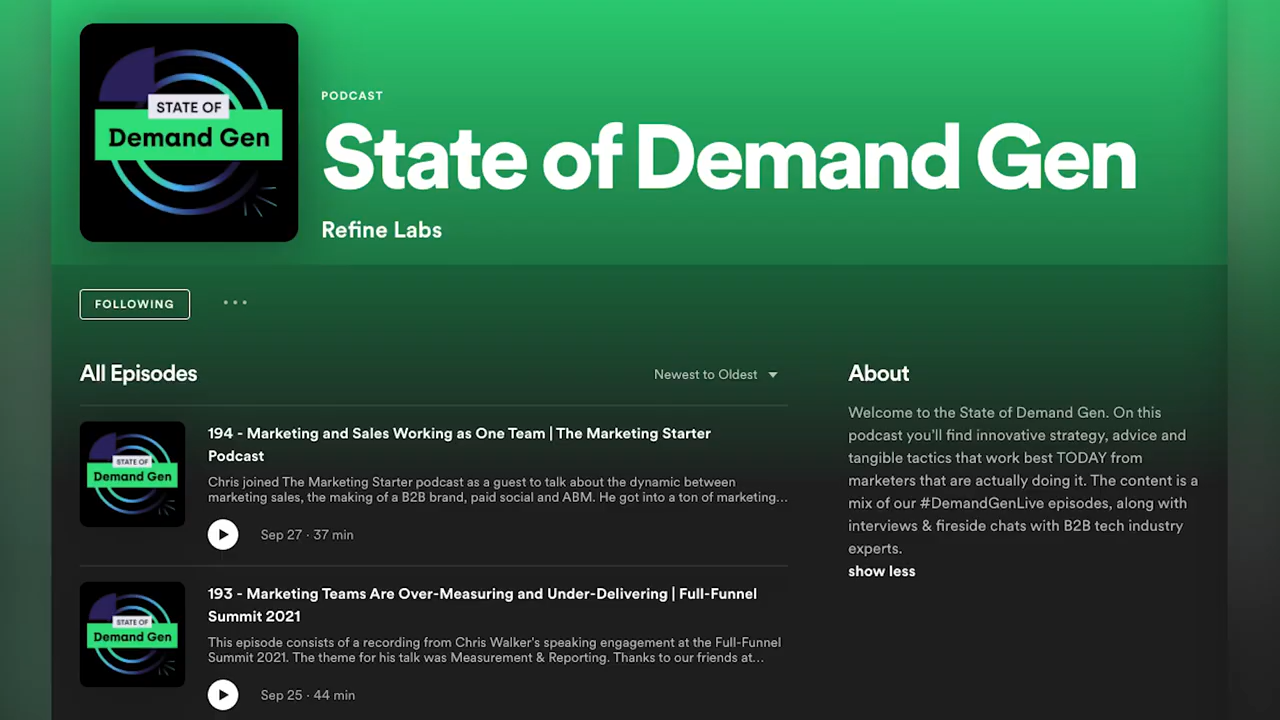 STATE OF
Demand Gen
PODCAST
State of Demand Gen
Refine Labs
FOLLOWING
All Episodes
Newest to Oldest
STATE OF
Demand Gen
194 - Marketing and Sales Working as One Team | The Marketing Starter
Podcast
Chris joined The Marketing Starter podcast as a guest to talk about the dynamic between
marketing sales, the making of a B2B brand, paid social and ABM. He got into a ton of marketing...
Sep 27 · 37 min
STATE OF
Demand Gen
193 - Marketing Teams Are Over-Measuring and Under-Delivering | Full-Funnel
Summit 2021
This episode consists of a recording from Chris Walker's speaking engagement at the Full-Funnel
Summit 2021. The theme for his talk was Measurement & Reporting. Thanks to our friends at...
Sep 25 · 44 min
About
Welcome to the State of Demand Gen. On this
podcast you'll find innovative strategy, advice and
tangible tactics that work best TODAY from
marketers that are actually doing it. The content is a
mix of our #DemandGenLive episodes, along with
interviews & fireside chats with B2B tech industry
experts.
show less